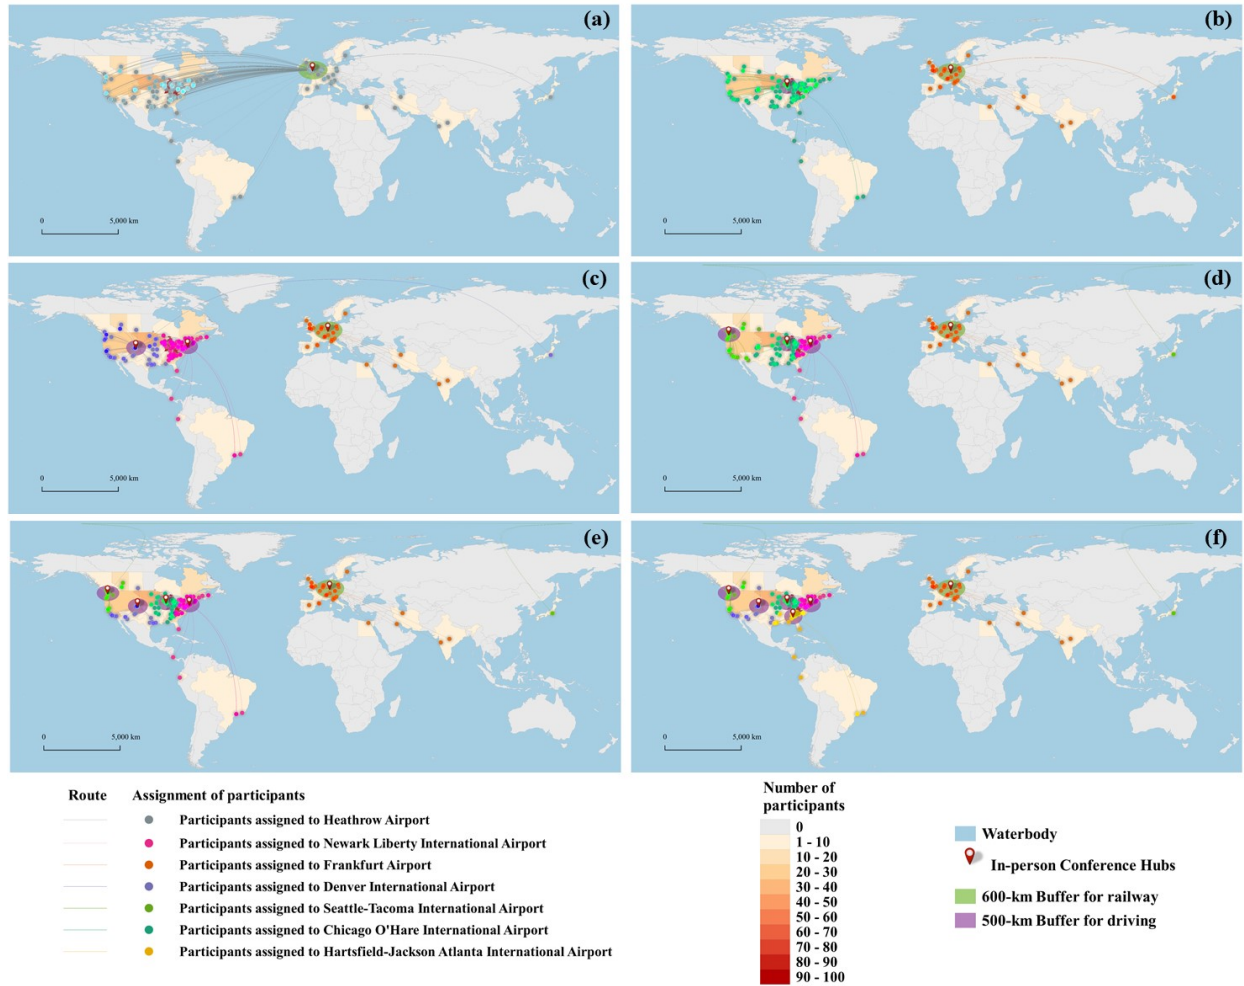 (a)
(b)
0 5,000 km
0 5,000 km
(c)
(d)
0 5,000 km
0 5,000 km
(e)
(f)
0 5,000 km
0 5,000 km
Route Assignment of participants
Participants assigned to Heathrow Airport
Participants assigned to Newark Liberty International Airport
Participants assigned to Frankfurt Airport
Participants assigned to Denver International Airport
Participants assigned to Seattle-Tacoma International Airport
Participants assigned to Chicago O'Hare International Airport
Participants assigned to Hartsfield-Jackson Atlanta International Airport
Number of
participants
0
1 - 10
10 - 20
20 - 30
30 - 40
40 - 50
50 - 60
60 - 70
70 - 80
80 - 90
90 - 100
Waterbody
In-person Conference Hubs
600-km Buffer for railway
500-km Buffer for driving